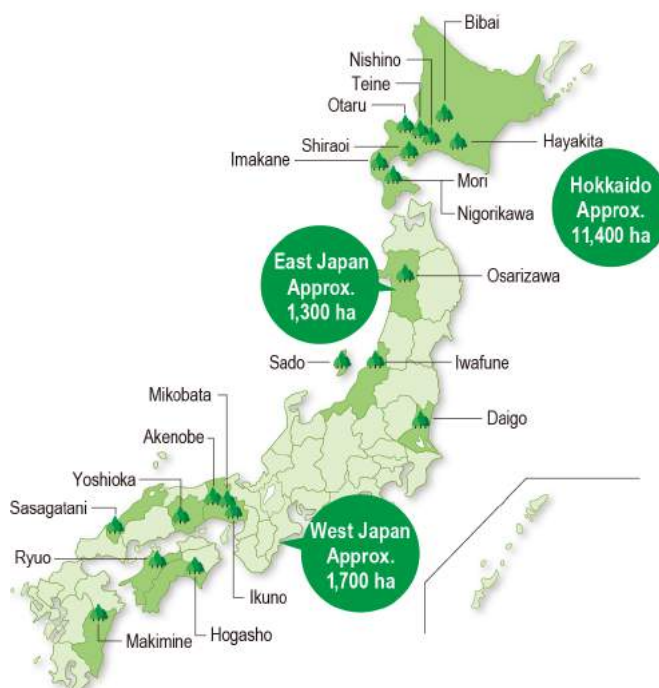 Bibai
Nishino
Teine
Otaru
Shiraoi
Hayakita
Imakane
Mori
Nigorikawa
Hokkaido
Approx.
11,400 ha
East Japan
Approx.
1,300 ha
Osarizawa
Sado
Iwafune
Mikobata
Daigo
Akenobe
Yoshioka
Sasagatani
West Japan
Approx.
1,700 ha
Ryuo
Ikuno
Hogasho
Makimine